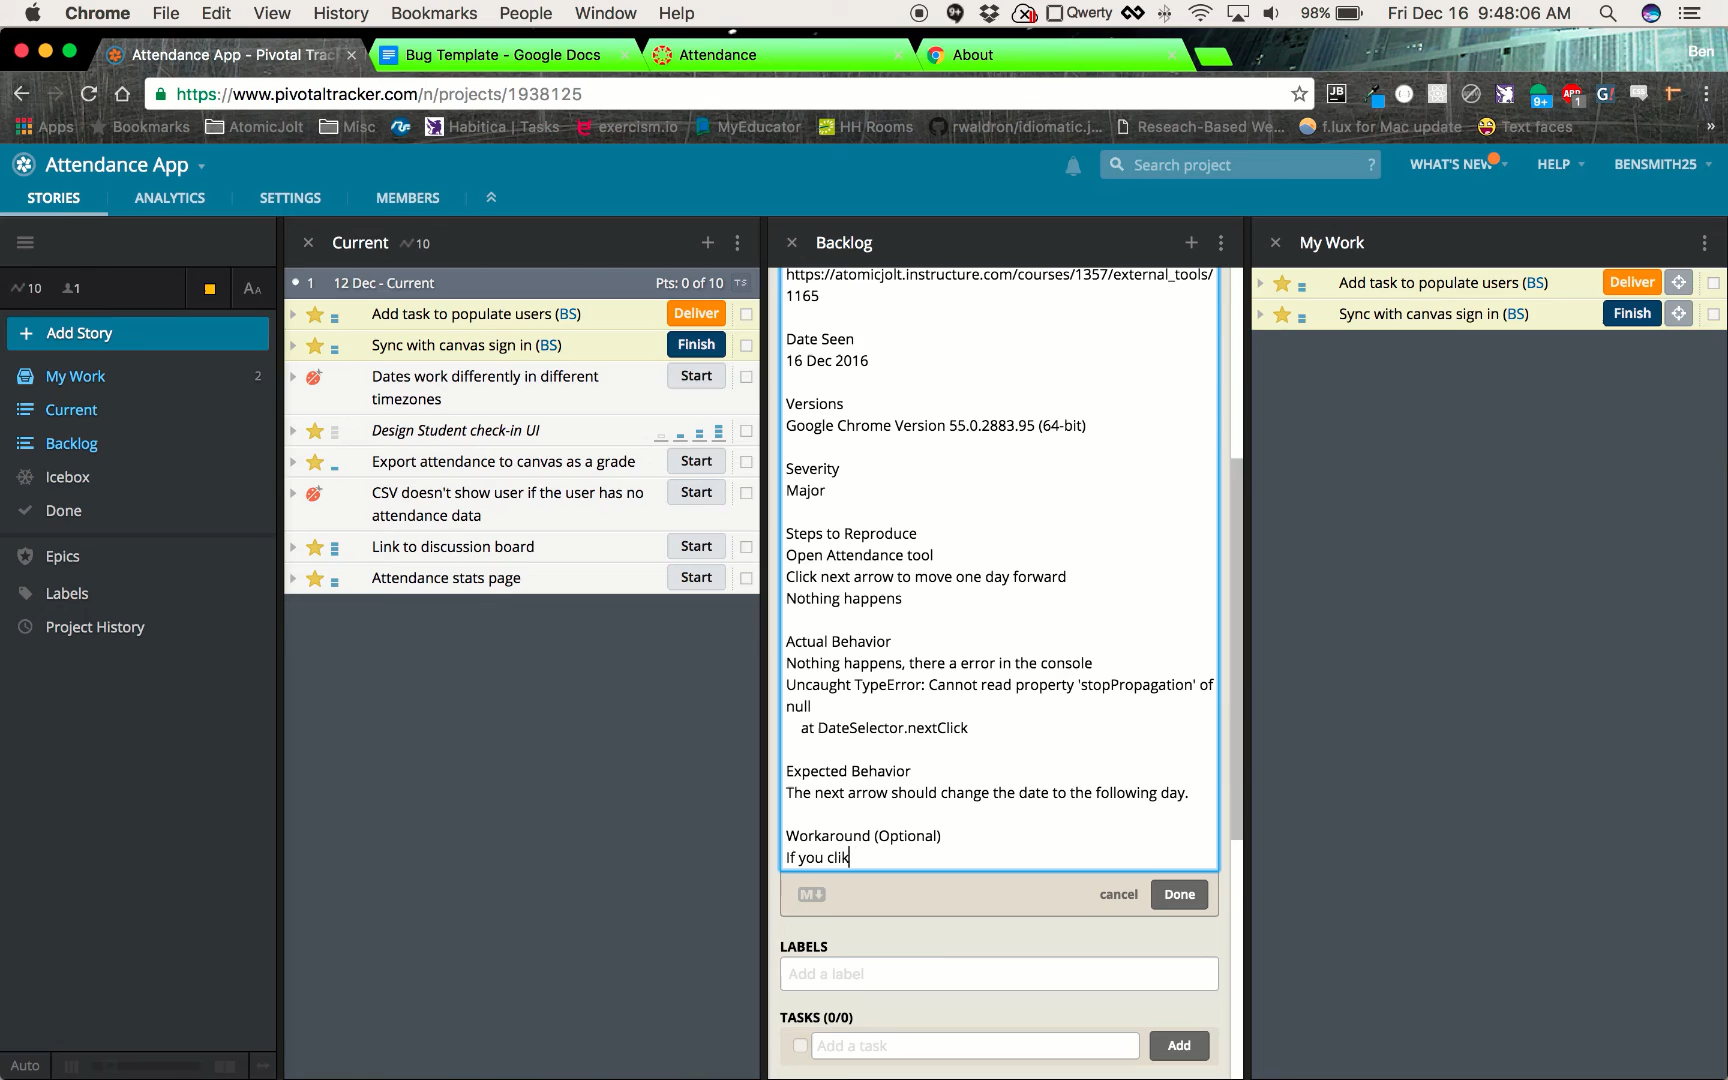 Chrome File Edit View History Bookmarks People Window Help
9+ Qwerty 98% Fri Dec 16 9:48:06 AM
Attendance App - Pivotal Trac
Bug Template - Google Docs
Attendance
About
Ben
https://www.pivotaltracker.com/n/projects/1938125
JB 9+ ABP 1 G!
Apps Bookmarks AtomicJolt Misc Habitica | Tasks exercism.io MyEducator HH Rooms rwaldron/idiomatic.j... Reseach-Based We... f.lux for Mac update Text faces »
Attendance App
Search project ?
WHAT'S NEW HELP BENSMITH25
STORIES ANALYTICS SETTINGS MEMBERS
10 1 AA
+ Add Story
My Work 2
Current
Backlog
Icebox
Done
Epics
Labels
Project History
Auto
Current 10
1 12 Dec - Current Pts: 0 of 10 TS
Add task to populate users (BS) Deliver
Sync with canvas sign in (BS) Finish
Dates work differently in different Start
timezones
Design Student check-in UI
Export attendance to canvas as a grade Start
CSV doesn't show user if the user has no Start
attendance data
Link to discussion board Start
Attendance stats page Start
Backlog
https://atomicjolt.instructure.com/courses/1357/external_tools/
1165
Date Seen
16 Dec 2016
Versions
Google Chrome Version 55.0.2883.95 (64-bit)
Severity
Major
Steps to Reproduce
Open Attendance tool
Click next arrow to move one day forward
Nothing happens
Actual Behavior
Nothing happens, there a error in the console
Uncaught TypeError: Cannot read property 'stopPropagation' of
null
at DateSelector.nextClick
Expected Behavior
The next arrow should change the date to the following day.
Workaround (Optional)
If you clik
M cancel Done
LABELS
Add a label
TASKS (0/0)
Add a task Add
My Work
Add task to populate users (BS) Deliver
Sync with canvas sign in (BS) Finish